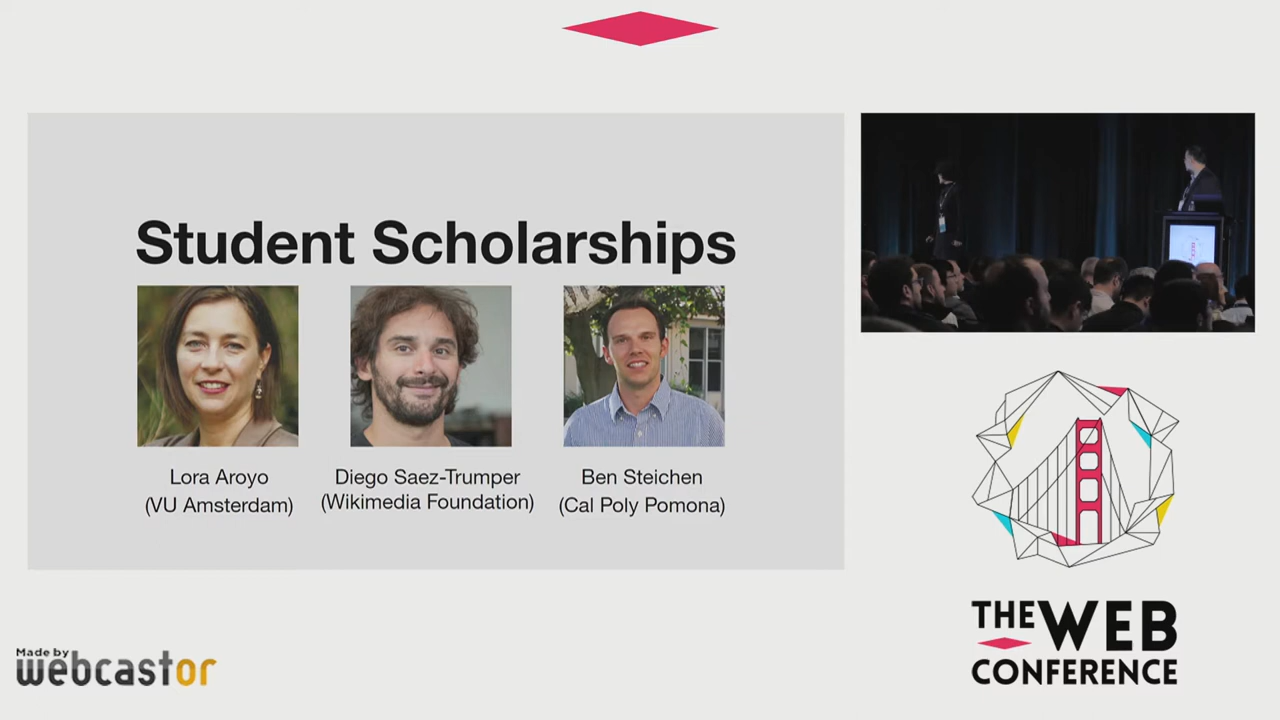 Student Scholarships
Lora Aroyo
(VU Amsterdam)
Diego Saez-Trumper
(Wikimedia Foundation)
Ben Steichen
(Cal Poly Pomona)
THE WEB
CONFERENCE
Made by
webcastor